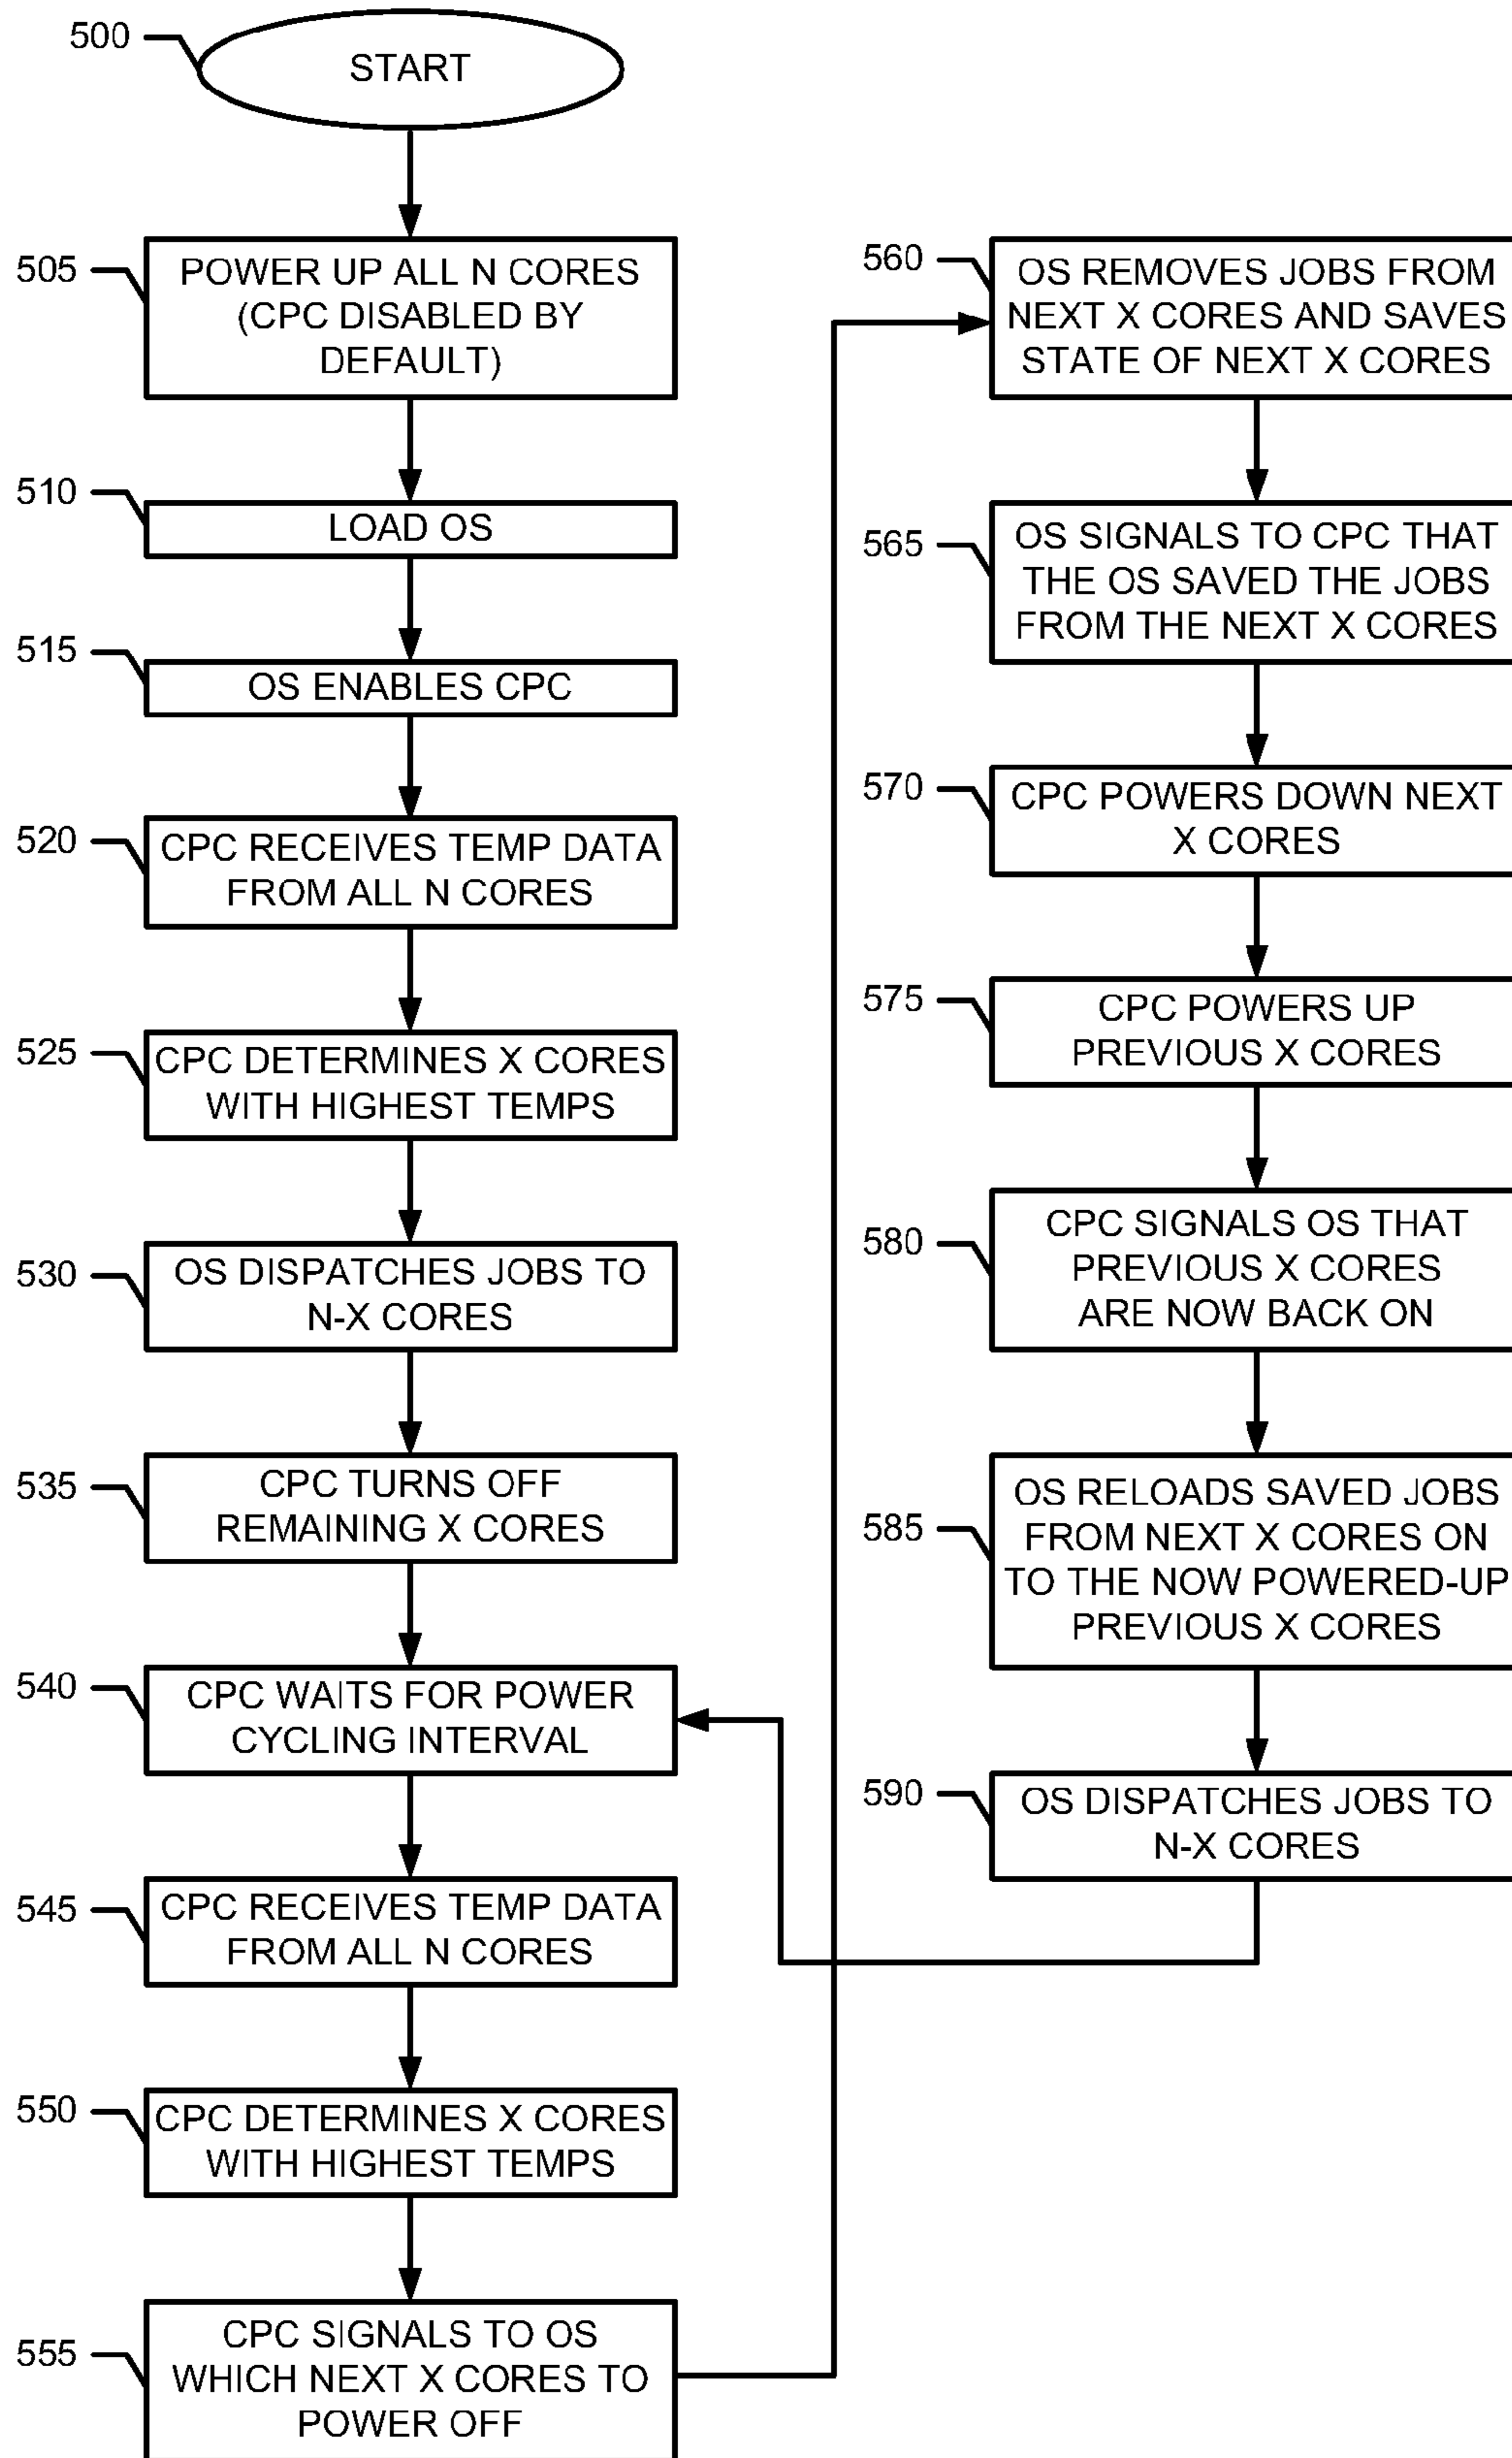 500
START
505
POWER UP ALL N CORES
(CPC DISABLED BY
DEFAULT)
510
LOAD OS
515
OS ENABLES CPC
520
CPC RECEIVES TEMP DATA
FROM ALL N CORES
525
CPC DETERMINES X CORES
WITH HIGHEST TEMPS
530
OS DISPATCHES JOBS TO
N-X CORES
535
CPC TURNS OFF
REMAINING X CORES
540
CPC WAITS FOR POWER
CYCLING INTERVAL
545
CPC RECEIVES TEMP DATA
FROM ALL N CORES
550
CPC DETERMINES X CORES
WITH HIGHEST TEMPS
555
CPC SIGNALS TO OS
WHICH NEXT X CORES TO
POWER OFF
560
OS REMOVES JOBS FROM
NEXT X CORES AND SAVES
STATE OF NEXT X CORES
565
OS SIGNALS TO CPC THAT
THE OS SAVED THE JOBS
FROM THE NEXT X CORES
570
CPC POWERS DOWN NEXT
X CORES
575
CPC POWERS UP
PREVIOUS X CORES
580
CPC SIGNALS OS THAT
PREVIOUS X CORES
ARE NOW BACK ON
585
OS RELOADS SAVED JOBS
FROM NEXT X CORES ON
TO THE NOW POWERED-UP
PREVIOUS X CORES
590
OS DISPATCHES JOBS TO
N-X CORES